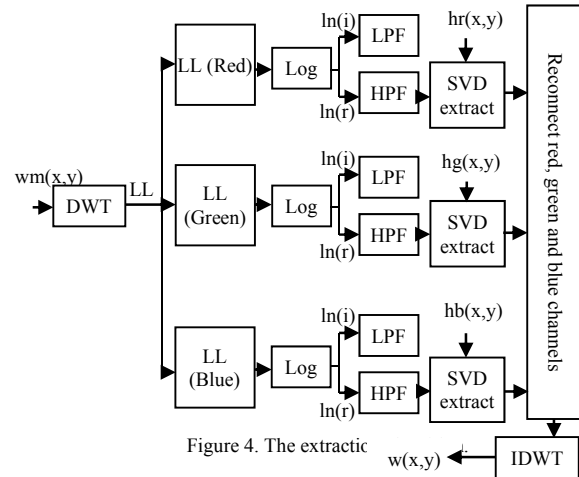 wm(x,y)
DWT
LL
LL (Red)
Log
ln(i)
LPF
ln(r)
HPF
hr(x,y)
SVD
extract
LL
(Green)
Log
ln(i)
LPF
ln(r)
HPF
hg(x,y)
SVD
extract
LL
(Blue)
Log
ln(i)
LPF
ln(r)
HPF
hb(x,y)
SVD
extract
Reconnect red, green and blue channels
IDWT
w(x,y)
Figure 4. The